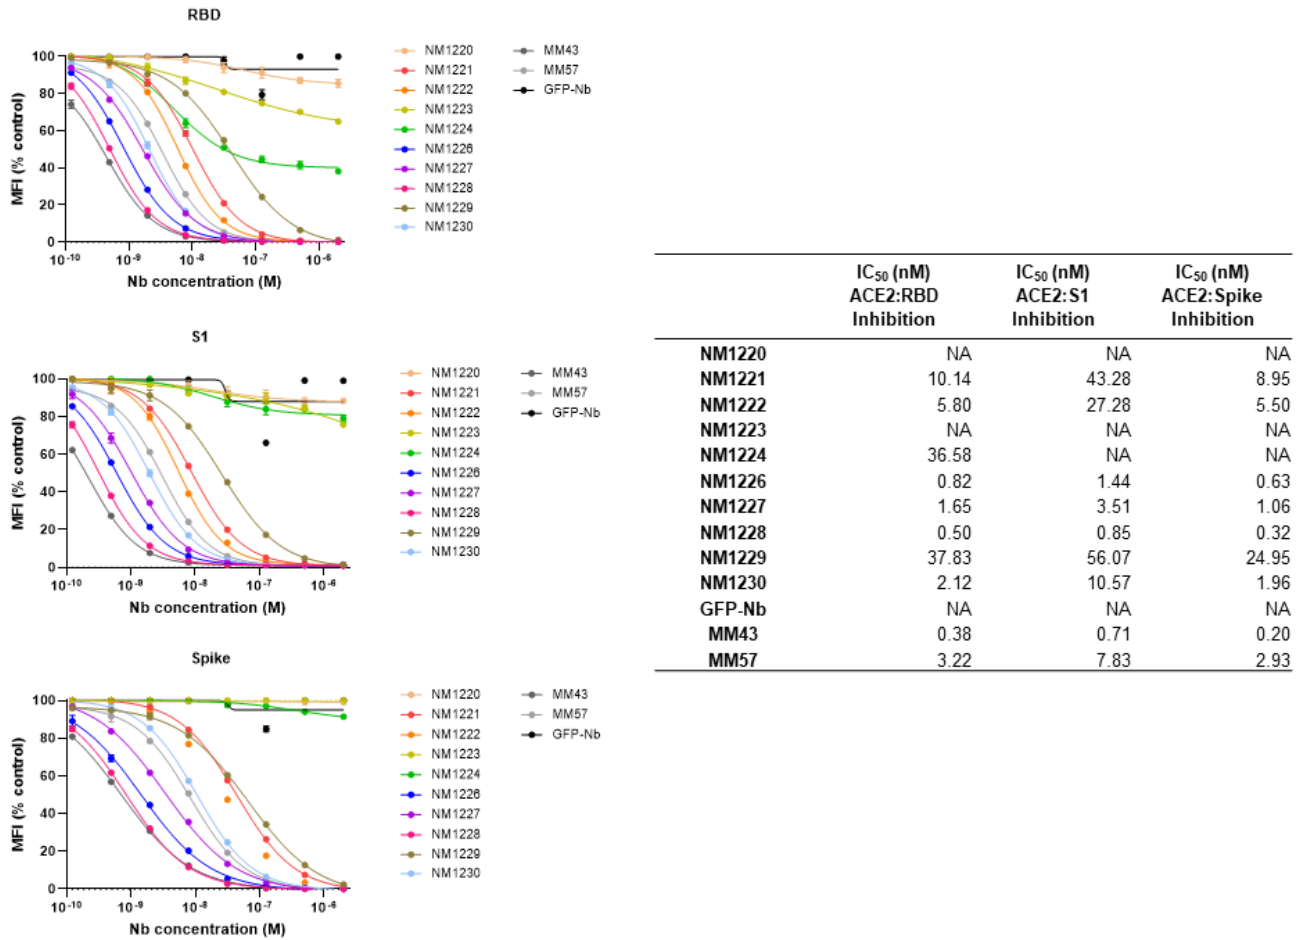 RBD
MFI (% control)
100
80
60
40
20
0
10-10 10-9 10-8 10-7 10-6
Nb concentration (M)
NM1220 MM43
NM1221 MM57
NM1222 GFP-Nb
NM1223
NM1224
NM1226
NM1227
NM1228
NM1229
NM1230
S1
MFI (% control)
100
80
60
40
20
0
10-10 10-9 10-8 10-7 10-6
Nb concentration (M)
NM1220 MM43
NM1221 MM57
NM1222 GFP-Nb
NM1223
NM1224
NM1226
NM1227
NM1228
NM1229
NM1230
Spike
MFI (% control)
100
80
60
40
20
0
10-10 10-9 10-8 10-7 10-6
Nb concentration (M)
NM1220 MM43
NM1221 MM57
NM1222 GFP-Nb
NM1223
NM1224
NM1226
NM1227
NM1228
NM1229
NM1230
IC50 (nM) IC50 (nM) IC50 (nM)
ACE2:RBD ACE2:S1 ACE2:Spike
Inhibition Inhibition Inhibition
NM1220 NA NA NA
NM1221 10.14 43.28 8.95
NM1222 5.80 27.28 5.50
NM1223 NA NA NA
NM1224 36.58 NA NA
NM1226 0.82 1.44 0.63
NM1227 1.65 3.51 1.06
NM1228 0.50 0.85 0.32
NM1229 37.83 56.07 24.95
NM1230 2.12 10.57 1.96
GFP-Nb NA NA NA
MM43 0.38 0.71 0.20
MM57 3.22 7.83 2.93